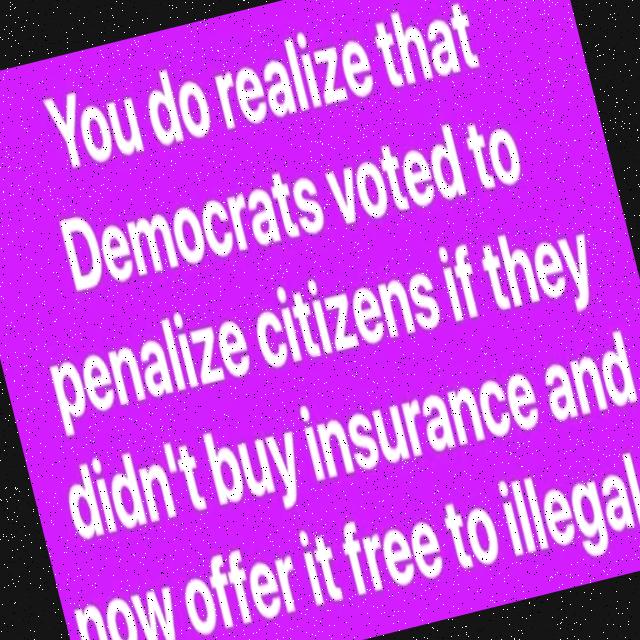 You do realize that
Democrats voted to
penalize citizens if they
didn't buy insurance and
now offer it free to illegal